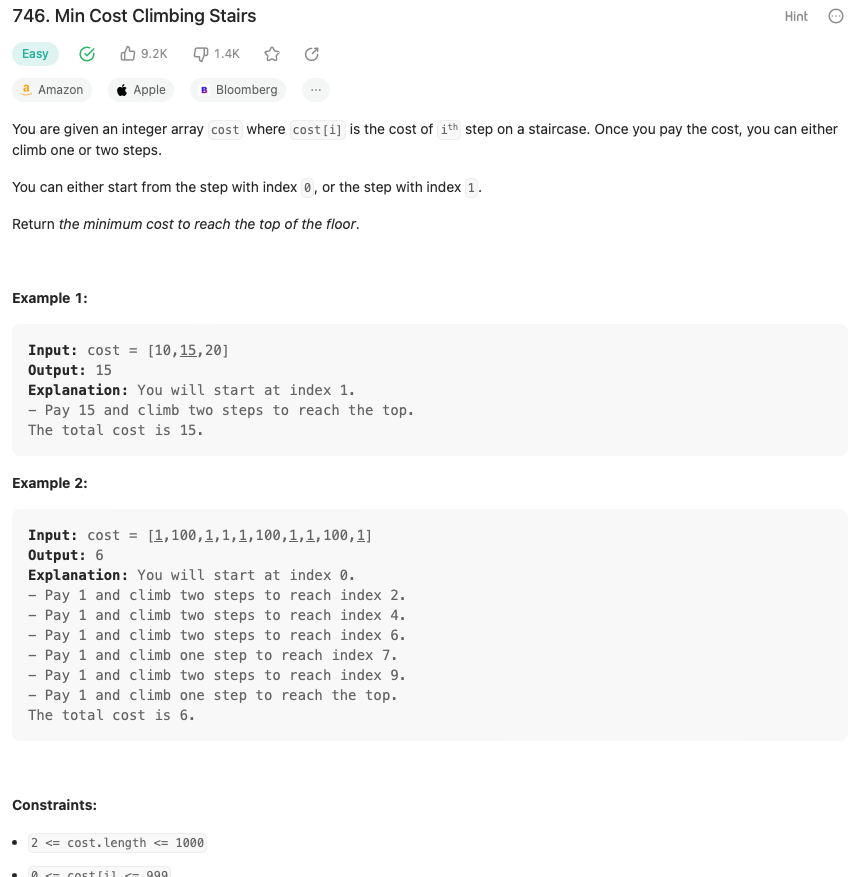 746. Min Cost Climbing Stairs
Hint
Easy
9.2K
1.4K
a Amazon
Apple
B Bloomberg
...
You are given an integer array cost where cost[i] is the cost of ith step on a staircase. Once you pay the cost, you can either
climb one or two steps.
You can either start from the step with index 0, or the step with index 1.
Return the minimum cost to reach the top of the floor.
Example 1:
Input: cost = [10,15,20]
Output: 15
Explanation: You will start at index 1.
- Pay 15 and climb two steps to reach the top.
The total cost is 15.
Example 2:
Input: cost = [1,100,1,1,1,100,1,1,100,1]
Output: 6
Explanation: You will start at index 0.
- Pay 1 and climb two steps to reach index 2.
- Pay 1 and climb two steps to reach index 4.
- Pay 1 and climb two steps to reach index 6.
- Pay 1 and climb one step to reach index 7.
- Pay 1 and climb two steps to reach index 9.
- Pay 1 and climb one step to reach the top.
The total cost is 6.
Constraints:
• 2 <= cost.length <= 1000
• 0 <= cost[i] <= 999